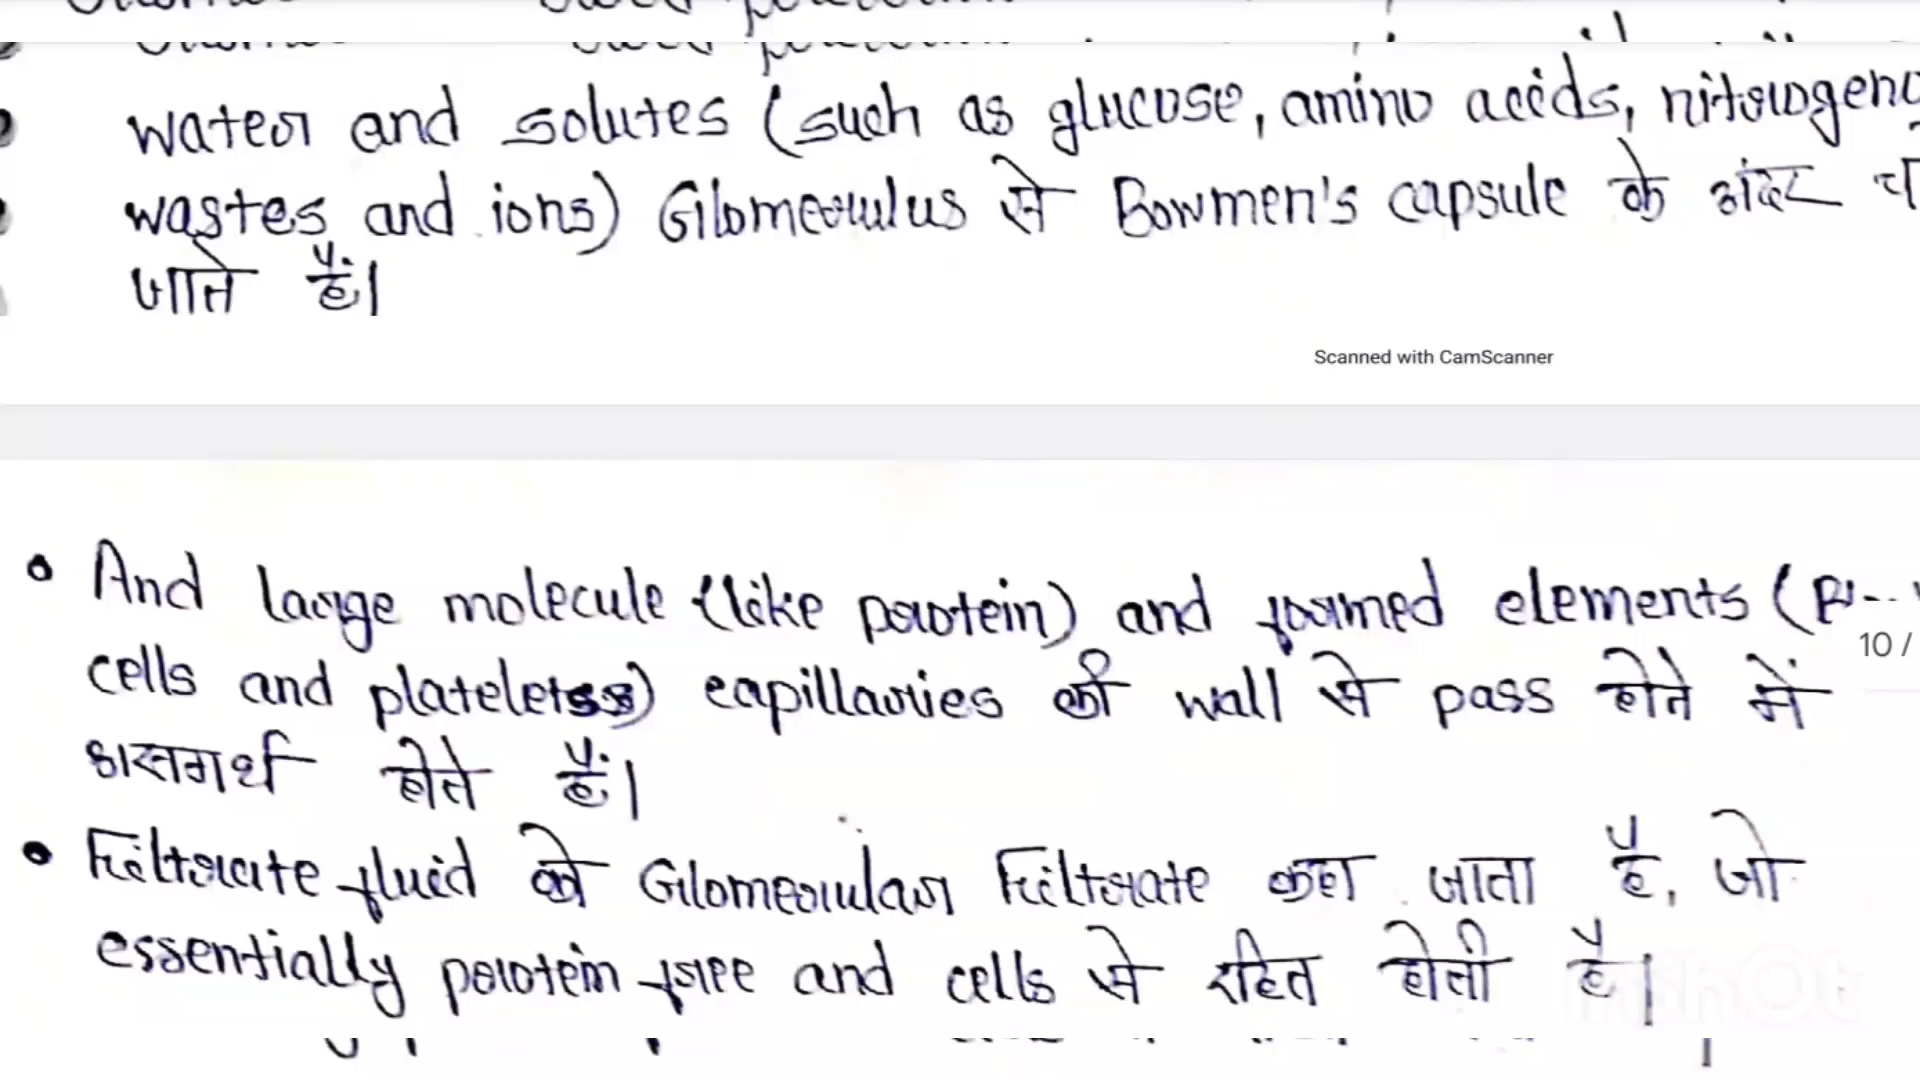 water and solutes (such as glucose, amino acids, nitrogeno
wastes and ions) Glomerulus से Bowmen's capsule के अंदर
जाते हैं।
Scanned with CamScanner
• And large molecule (like protein) and formed elements (
10 /
cells and platelets) capillaries की wall से pass होने में
असमर्थ होते हैं।
• Filtrate fluid को Glomerular Filtrate कहा जाता है, जो
essentially protein free and cells से रहित होती है।